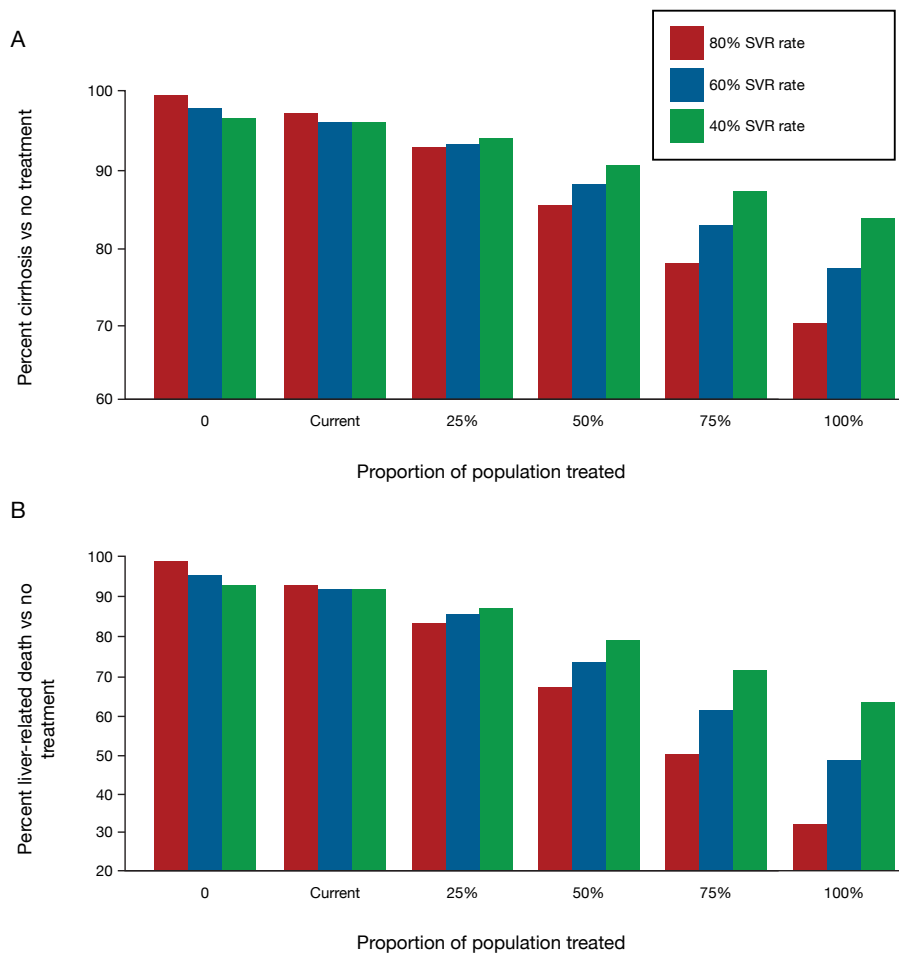 A
80% SVR rate
60% SVR rate
40% SVR rate
Percent cirrhosis vs no treatment
100
90
80
70
60
0 Current 25% 50% 75% 100%
Proportion of population treated
B
Percent liver-related death vs no
treatment
100
90
80
70
60
50
40
30
20
0 Current 25% 50% 75% 100%
Proportion of population treated